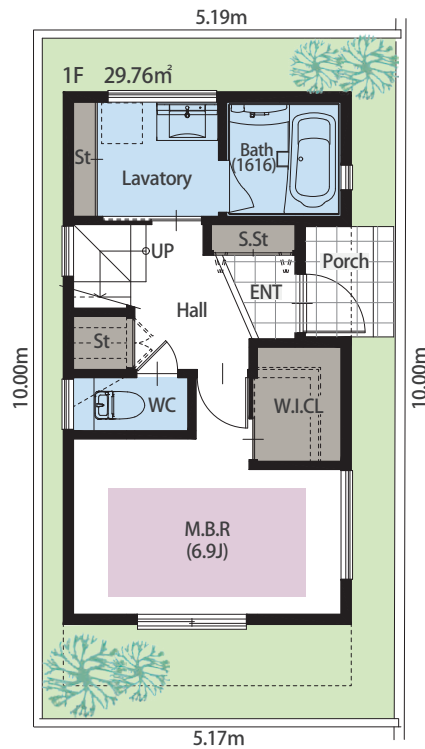 5.19m
1F 29.76㎡
St
Lavatory
Bath
(1616)
UP
S.St
Porch
ENT
Hall
St
10.00m
10.00m
WC
W.I.CL
M.B.R
(6.9J)
5.17m